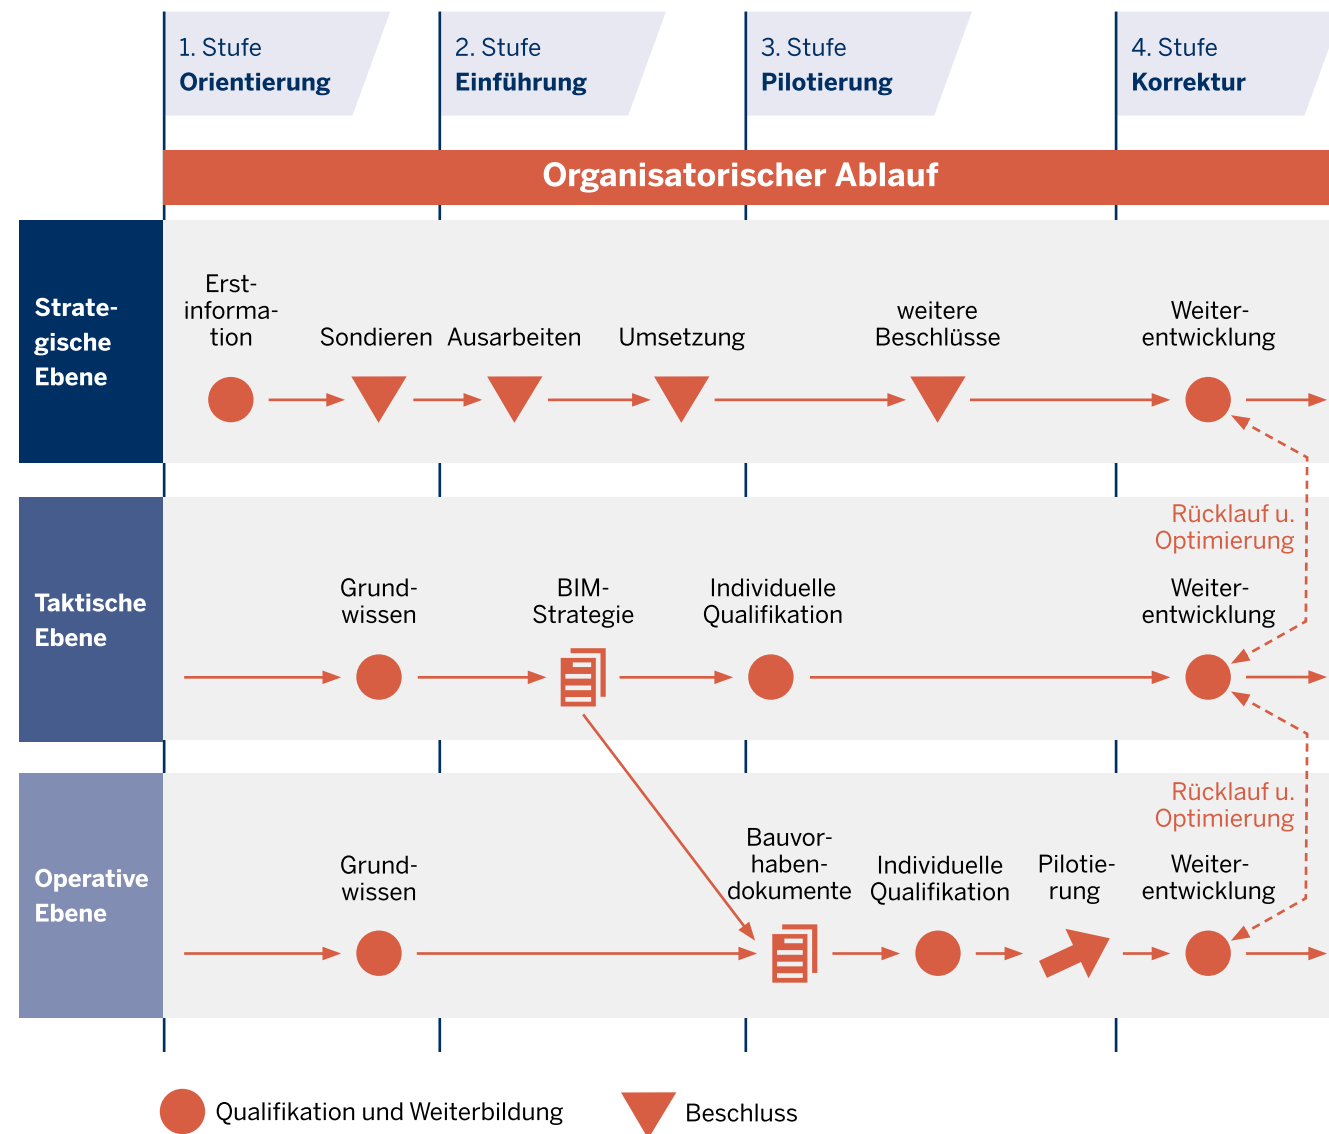 1. Stufe
Orientierung
2. Stufe
Einführung
3. Stufe
Pilotierung
4. Stufe
Korrektur
Organisatorischer Ablauf
Strate-
gische
Ebene
Erst-
informa-
tion
Sondieren
Ausarbeiten
Umsetzung
weitere
Beschlüsse
Weiter-
entwicklung
Rücklauf u.
Optimierung
Taktische
Ebene
Grund-
wissen
BIM-
Strategie
Individuelle
Qualifikation
Weiter-
entwicklung
Rücklauf u.
Optimierung
Operative
Ebene
Grund-
wissen
Bauvor-
haben-
dokumente
Individuelle
Qualifikation
Pilotie-
rung
Weiter-
entwicklung
Qualifikation und Weiterbildung
Beschluss